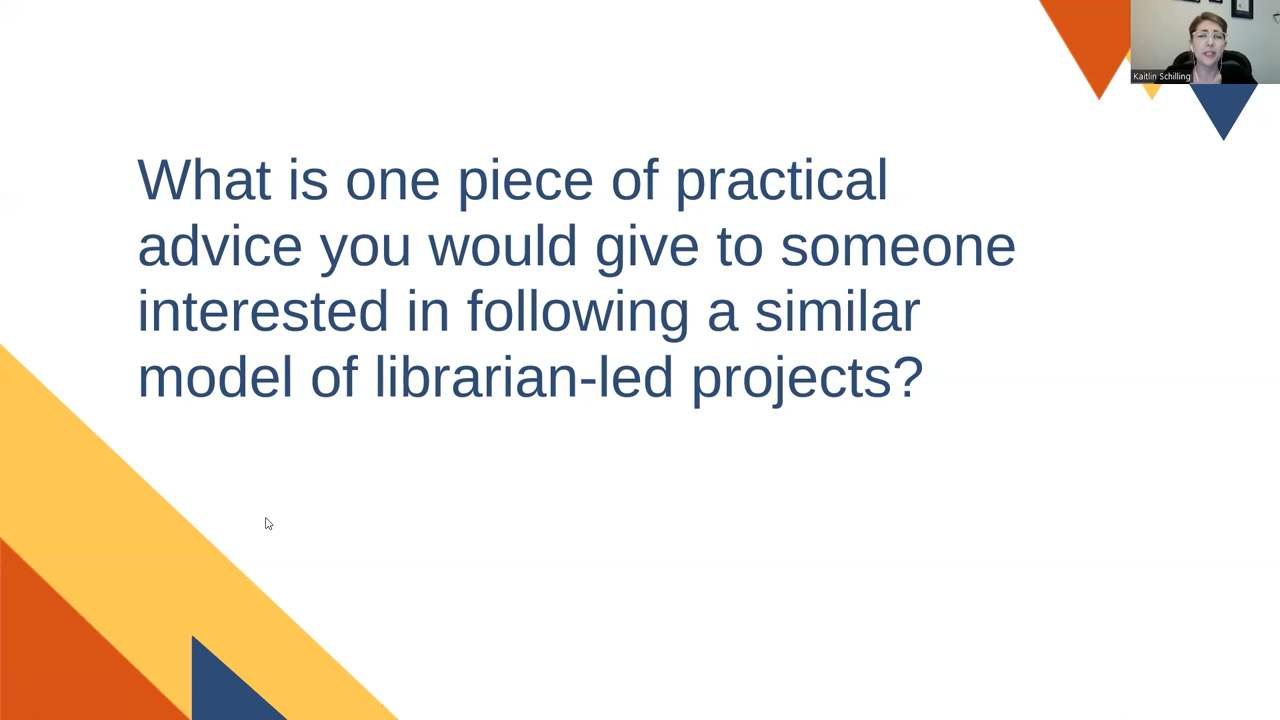 Kaitlin Schilling
What is one piece of practical
advice you would give to someone
interested in following a similar
model of librarian-led projects?